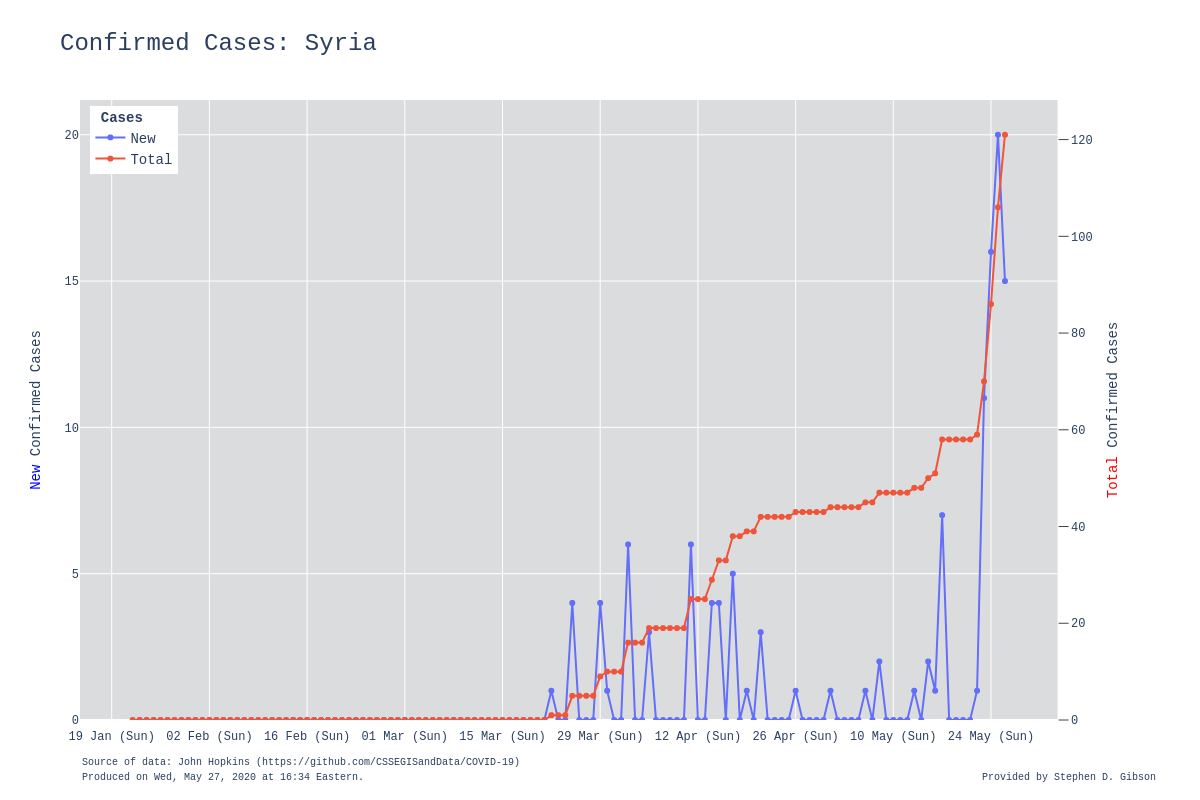 Confirmed Cases: Syria
Cases
New
Total
20
15
10
5
0
120
100
80
60
40
20
0
New Confirmed Cases
Total Confirmed Cases
19 Jan (Sun) 02 Feb (Sun) 16 Feb (Sun) 01 Mar (Sun) 15 Mar (Sun) 29 Mar (Sun) 12 Apr (Sun) 26 Apr (Sun) 10 May (Sun) 24 May (Sun)
Source of data: John Hopkins (https://github.com/CSSEGISandData/COVID-19)
Produced on Wed, May 27, 2020 at 16:34 Eastern.
Provided by Stephen D. Gibson